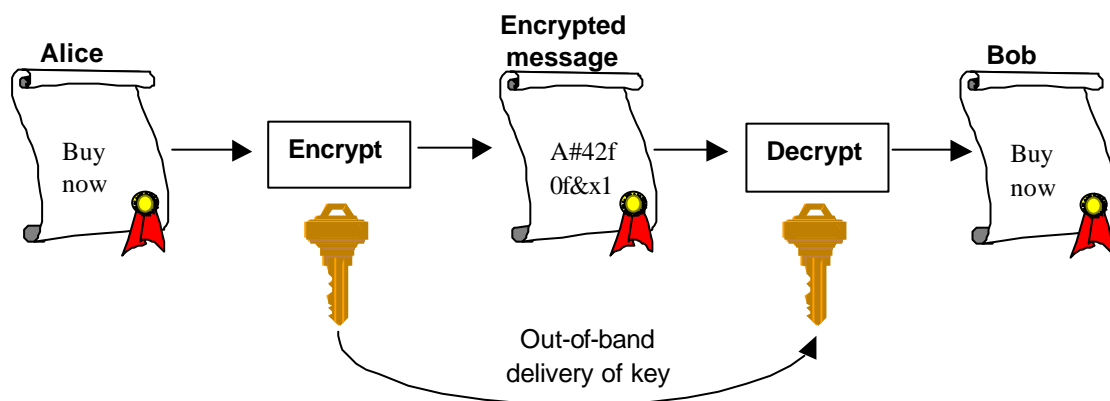 Alice
Buy
now
Encrypt
Encrypted
message
A#42f
0f&x1
Decrypt
Bob
Buy
now
Out-of-band
delivery of key